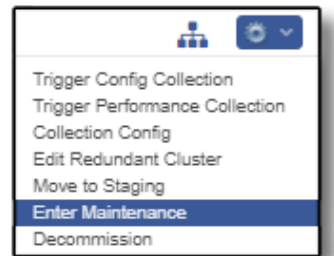 Trigger Config Collection
Trigger Performance Collection
Collection Config
Edit Redundant Cluster
Move to Staging
Enter Maintenance
Decommission